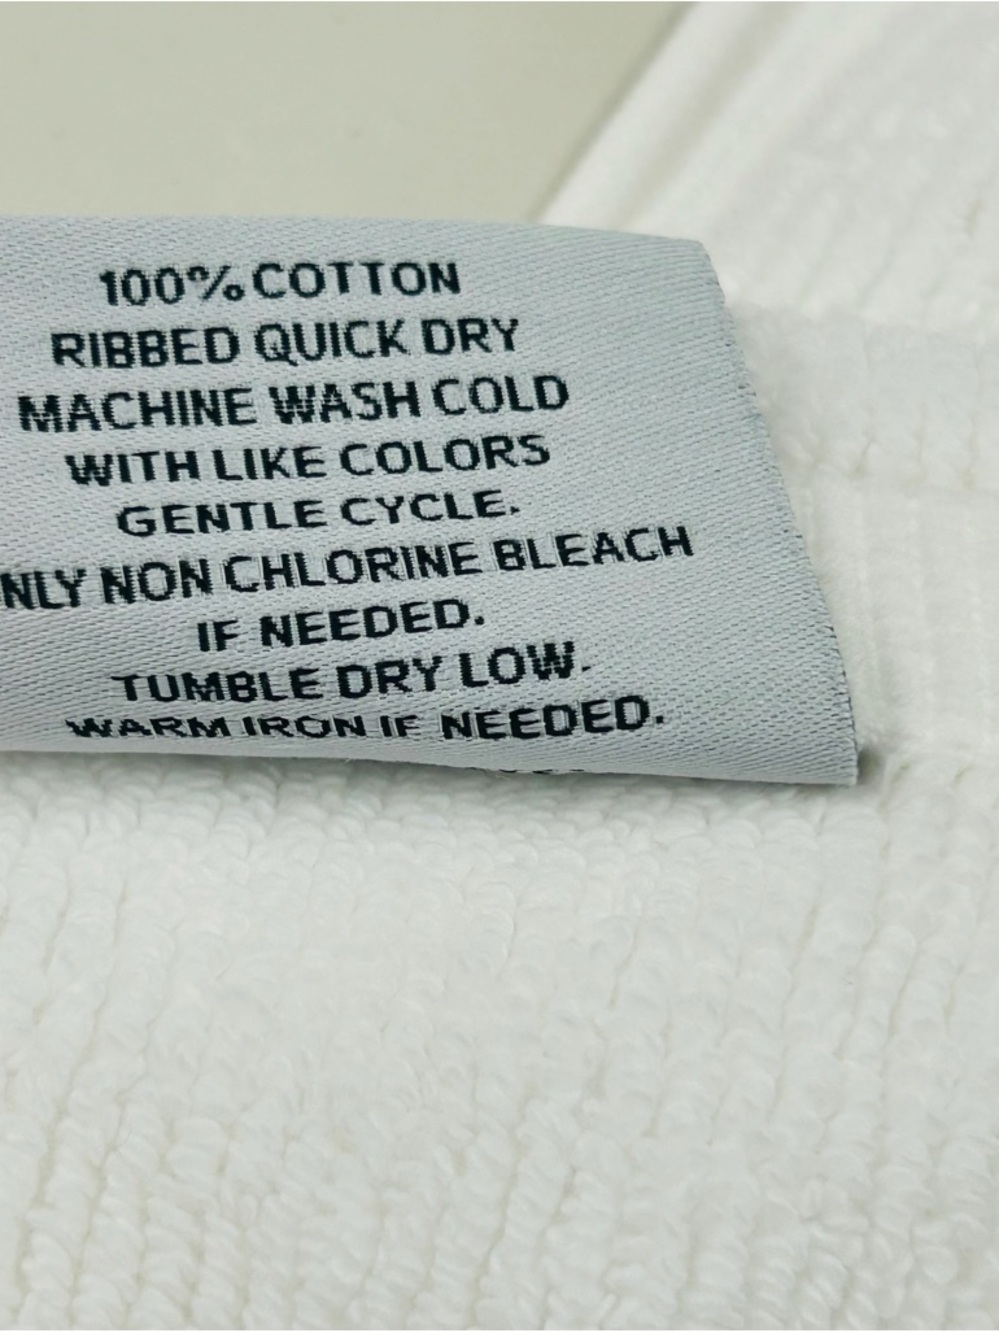 100% COTTON
RIBBED QUICK DRY
MACHINE WASH COLD
WITH LIKE COLORS
GENTLE CYCLE.
NLY NON CHLORINE BLEACH
IF NEEDED.
TUMBLE DRY LOW.
WARM IRON IF NEEDED.